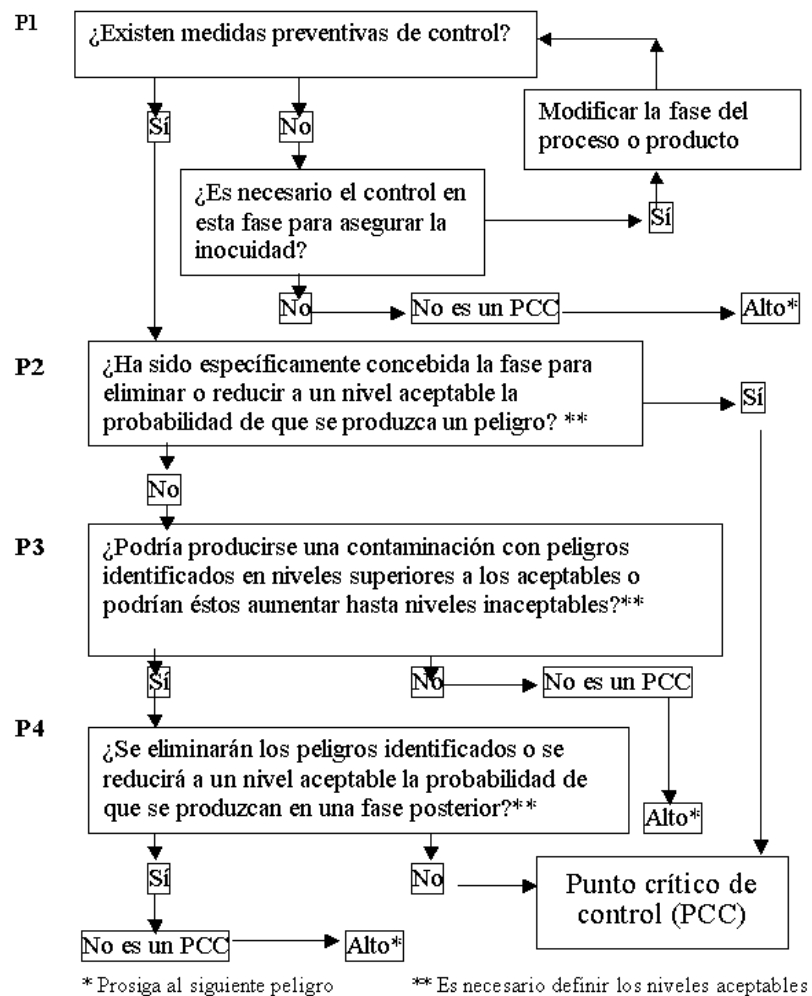 P1
¿Existen medidas preventivas de control?
Modificar la fase del
proceso o producto
Sí
No
¿Es necesario el control en
esta fase para asegurar la
inocuidad?
Sí
No
No es un PCC
Alto*
P2
¿Ha sido específicamente concebida la fase para
eliminar o reducir a un nivel aceptable la
probabilidad de que se produzca un peligro? **
Sí
No
P3
¿Podría producirse una contaminación con peligros
identificados en niveles superiores a los aceptables o
podrían éstos aumentar hasta niveles inaceptables?**
Sí
No
No es un PCC
Alto*
P4
¿Se eliminarán los peligros identificados o se
reducirá a un nivel aceptable la probabilidad de
que se produzcan en una fase posterior?**
Sí
No
Punto crítico de
control (PCC)
No es un PCC
Alto*
* Prosiga al siguiente peligro
** Es necesario definir los niveles aceptables